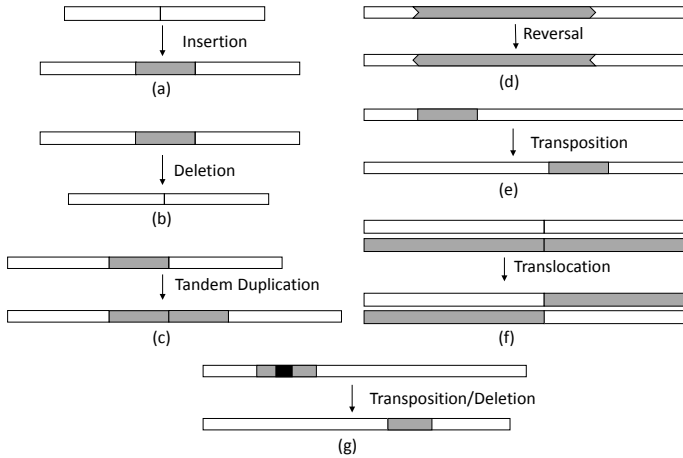 Insertion
(a)
Deletion
(b)
Tandem Duplication
(c)
Reversal
(d)
Transposition
(e)
Translocation
(f)
Transposition/Deletion
(g)